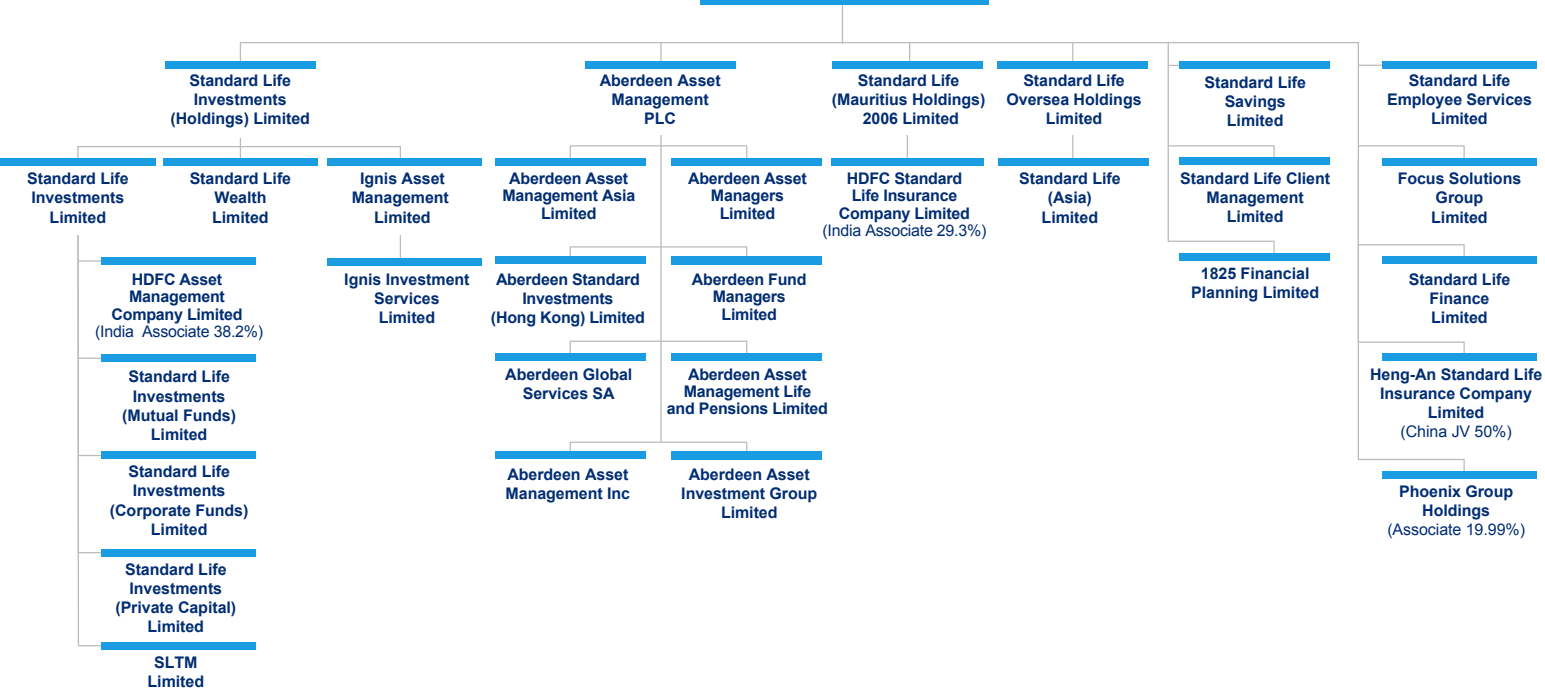 Standard Life
Investments
(Holdings) Limited
Aberdeen Asset
Management
PLC
Standard Life
(Mauritius Holdings)
2006 Limited
Standard Life
Oversea Holdings
Limited
Standard Life
Savings
Limited
Standard Life
Employee Services
Limited
Standard Life
Investments
Limited
Standard Life
Wealth
Limited
Ignis Asset
Management
Limited
Aberdeen Asset
Management Asia
Limited
Aberdeen Asset
Managers
Limited
HDFC Standard
Life Insurance
Company Limited
(India Associate 29.3%)
Standard Life
(Asia)
Limited
Standard Life Client
Management
Limited
Focus Solutions
Group
Limited
HDFC Asset
Management
Company Limited
(India Associate 38.2%)
Ignis Investment
Services
Limited
Aberdeen Standard
Investments
(Hong Kong) Limited
Aberdeen Fund
Managers
Limited
1825 Financial
Planning Limited
Standard Life
Finance
Limited
Standard Life
Investments
(Mutual Funds)
Limited
Aberdeen Global
Services SA
Aberdeen Asset
Management Life
and Pensions Limited
Heng-An Standard Life
Insurance Company
Limited
(China JV 50%)
Standard Life
Investments
(Corporate Funds)
Limited
Aberdeen Asset
Management Inc
Aberdeen Asset
Investment Group
Limited
Phoenix Group
Holdings
(Associate 19.99%)
Standard Life
Investments
(Private Capital)
Limited
SLTM
Limited